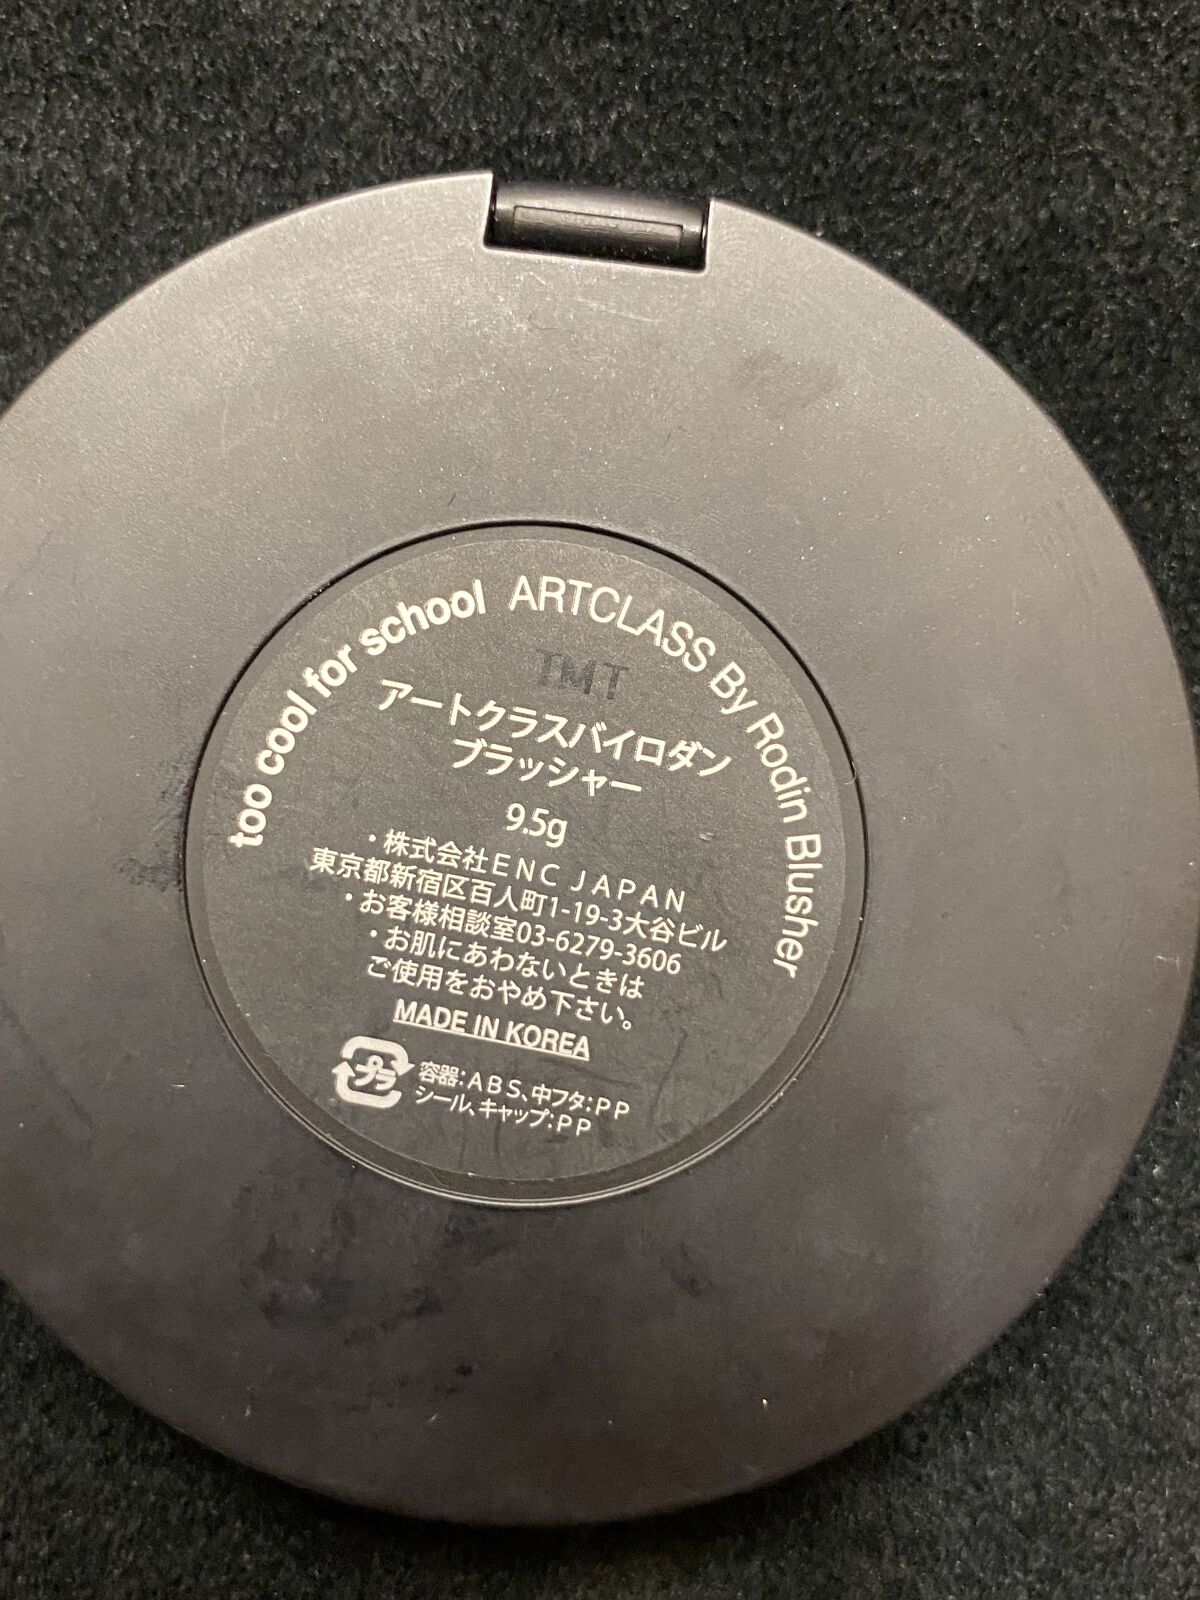 too cool for school ARTCLASS By Rodin Blusher
TMT
アートクラスバイロダン
ブラッシャー
9.5g
・株式会社ENC JAPAN
東京都新宿区百人町1-19-3大谷ビル
・お客様相談室03-6279-3606
・お肌にあわないときは
ご使用をおやめ下さい。
MADE IN KOREA
プラ
容器:ABS、中フタ:PP
シール、キャップ:PP